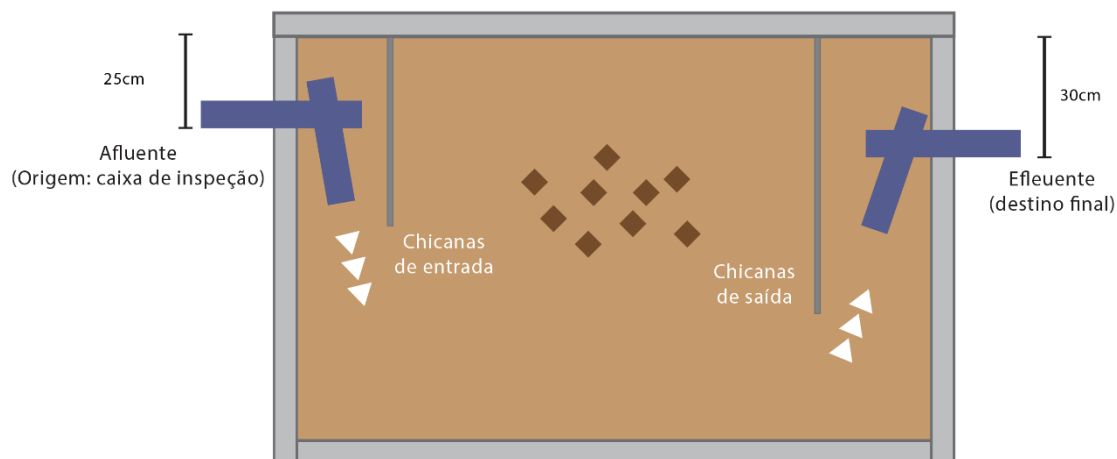 25cm
Afluente
(Origem: caixa de inspeção)
Chicanas
de entrada
Chicanas
de saída
30cm
Efleuente
(destino final)